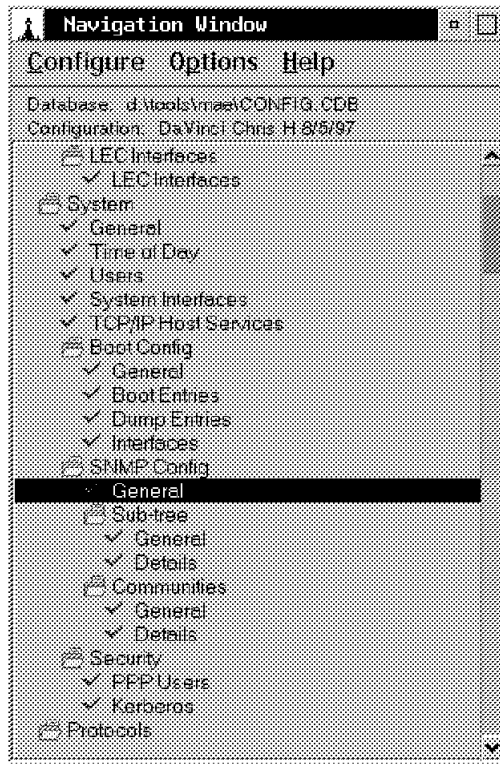 Navigation Window
Configure Options Help
Database: d:\tools\mae\CONFIG.CDB
Configuration: DaVinci Chris H 8/5/97
LEC Interfaces
LEC Interfaces
System
General
Time of Day
Users
System Interfaces
TCP/IP Host Services
Boot Config
General
Boot Entries
Dump Entries
Interfaces
SNMP Config
General
Sub-tree
General
Details
Communities
General
Details
Security
PPP Users
Kerberos
Protocols